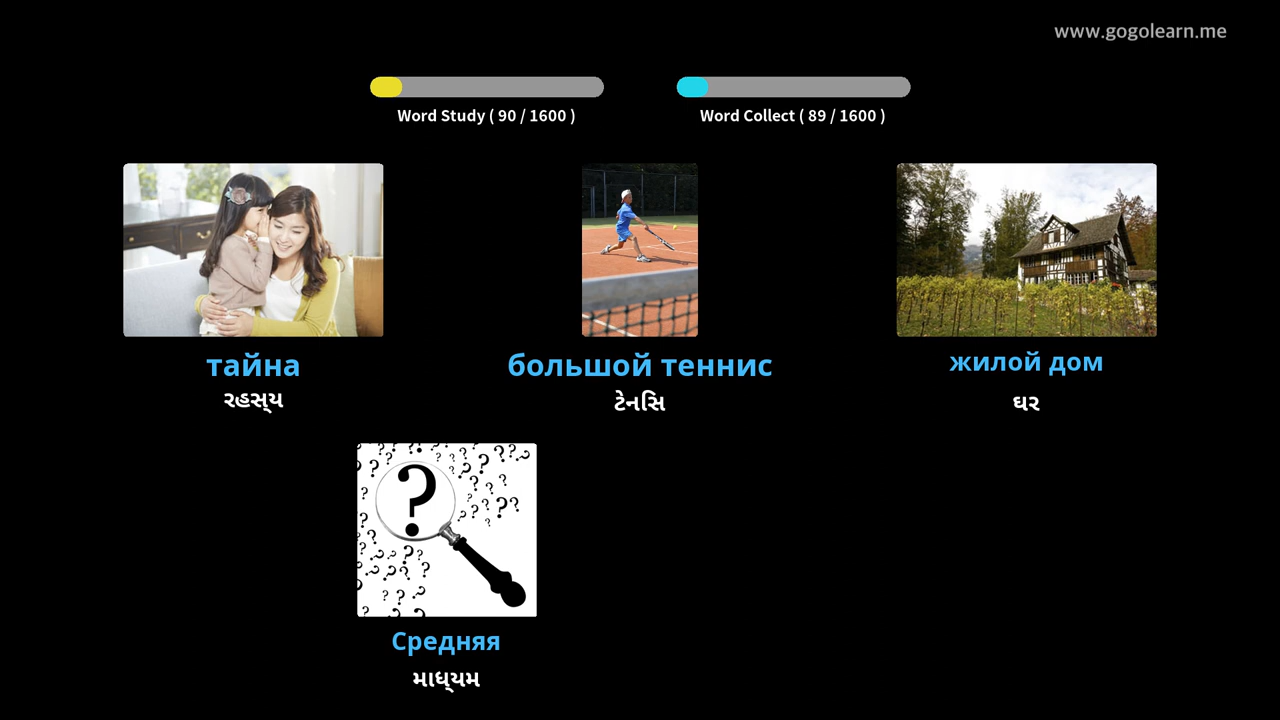 www.gogolearn.me
Word Study ( 90 / 1600 )
Word Collect ( 89 / 1600 )
тайна
રહસ્ય
большой теннис
ટેનસિ
жилой дом
ઘર
Средняя
માધ્યમ